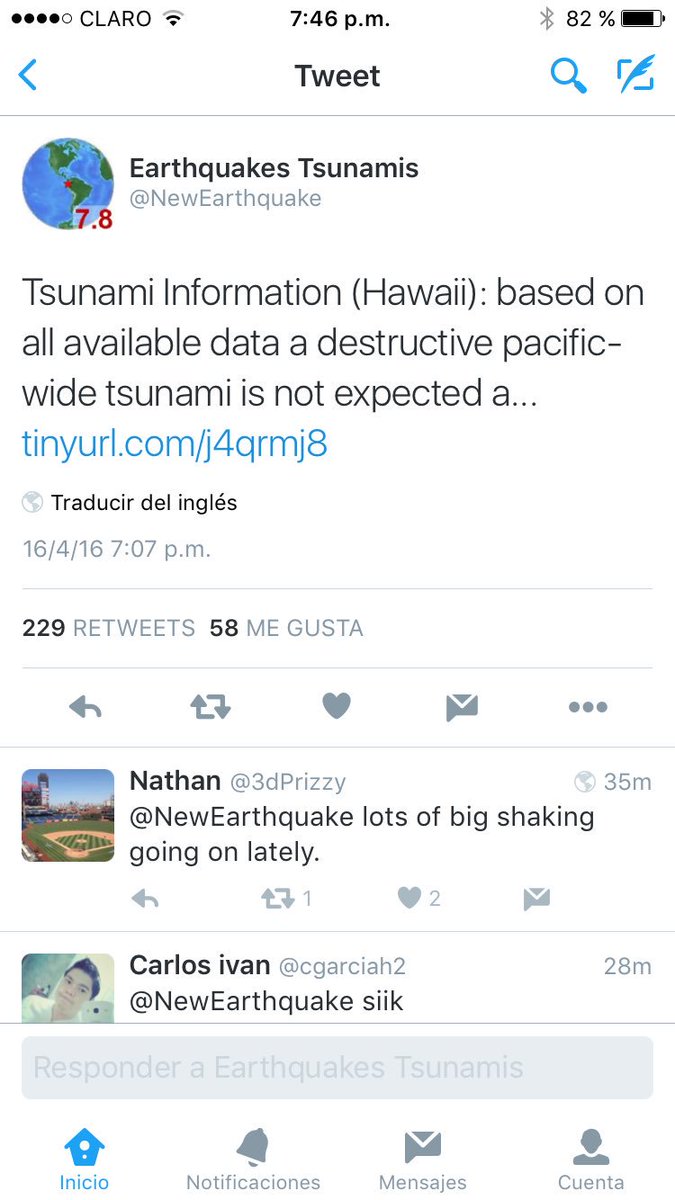 CLARO 7:46 p.m. 82 %
Tweet
Earthquakes Tsunamis
@NewEarthquake
7.8
Tsunami Information (Hawaii): based on
all available data a destructive pacific-
wide tsunami is not expected a...
tinyurl.com/j4qrmj8
Traducir del inglés
16/4/16 7:07 p.m.
229 RETWEETS 58 ME GUSTA
Nathan @3dPrizzy 35m
@NewEarthquake lots of big shaking
going on lately.
1 2
Carlos ivan @cgarciah2 28m
@NewEarthquake siik
Responder a Earthquakes Tsunamis
Inicio Notificaciones Mensajes Cuenta